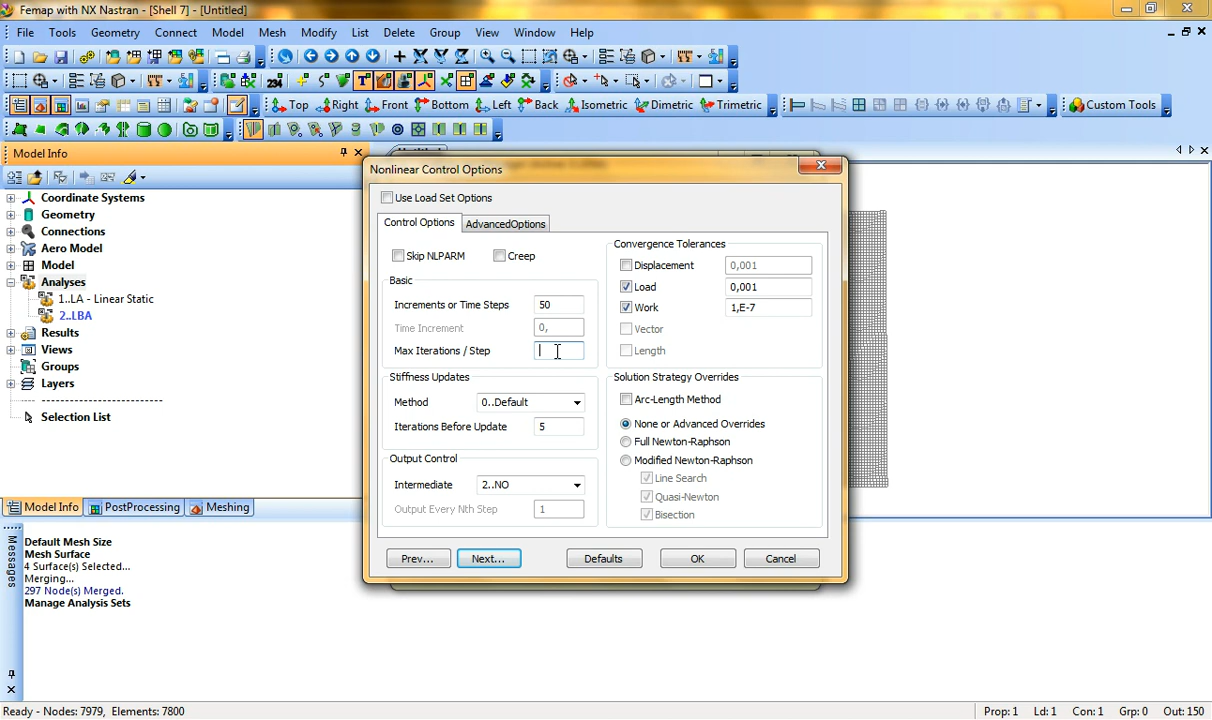 Femap with NX Nastran - [Shell 7] - [Untitled]
File Tools Geometry Connect Model Mesh Modify List Delete Group View Window Help
Top Right Front Bottom Left Back Isometric Dimetric Trimetric Custom Tools
Model Info
Coordinate Systems
Geometry
Connections
Aero Model
Model
Analyses
1..LA - Linear Static
2..LBA
Results
Views
Groups
Layers
Selection List
Model Info PostProcessing Meshing
Nonlinear Control Options
Use Load Set Options
Control Options AdvancedOptions
Skip NLPARM Creep
Basic
Increments or Time Steps 50
Time Increment 0,
Max Iterations / Step
Stiffness Updates
Method 0..Default
Iterations Before Update 5
Output Control
Intermediate 2..NO
Output Every Nth Step 1
Convergence Tolerances
Displacement 0,001
Load 0,001
Work 1,E-7
Vector
Length
Solution Strategy Overrides
Arc-Length Method
None or Advanced Overrides
Full Newton-Raphson
Modified Newton-Raphson
Line Search
Quasi-Newton
Bisection
Prev... Next... Defaults OK Cancel
Messages
Default Mesh Size
Mesh Surface
4 Surface(s) Selected...
Merging...
297 Node(s) Merged.
Manage Analysis Sets
Ready - Nodes: 7979, Elements: 7800
Prop: 1 Ld: 1 Con: 1 Grp: 0 Out: 150